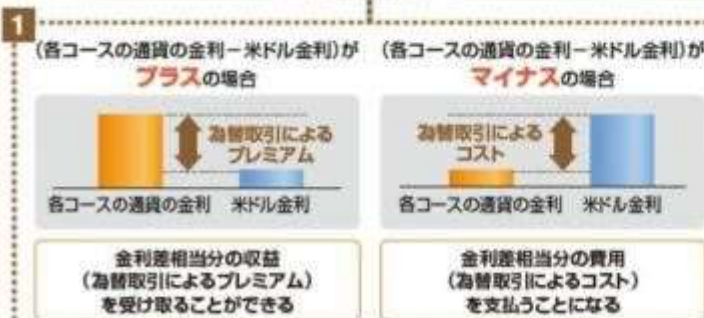 1
(各コースの通貨の金利－米ドル金利)が
プラスの場合
為替取引による
プレミアム
各コースの通貨の金利 米ドル金利
金利差相当分の収益
(為替取引によるプレミアム)
を受け取ることができる
(各コースの通貨の金利－米ドル金利)が
マイナスの場合
為替取引による
コスト
各コースの通貨の金利 米ドル金利
金利差相当分の費用
(為替取引によるコスト)
を支払うことになる